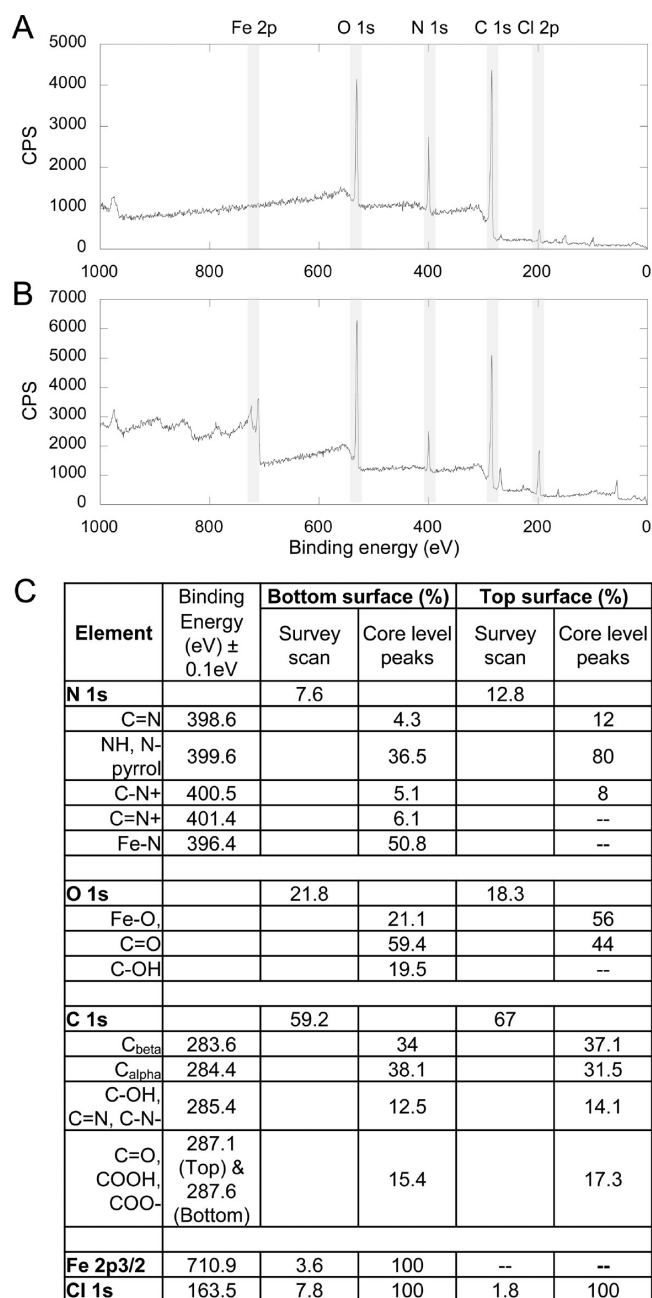 A
Fe 2p O 1s N 1s C 1s Cl 2p
5000
4000
3000
2000
1000
0
CPS
1000 800 600 400 200 0
B
7000
6000
5000
4000
3000
2000
1000
0
CPS
1000 800 600 400 200 0
Binding energy (eV)
C
Element
Binding
Energy
(eV) ±
0.1eV
Bottom surface (%) Top surface (%)
Survey
scan
Core level
peaks
Survey
scan
Core level
peaks
N 1s 7.6 12.8
C=N 398.6 4.3 12
NH, N-
pyrrol 399.6 36.5 80
C-N+ 400.5 5.1 8
C=N+ 401.4 6.1 --
Fe-N 396.4 50.8 --
O 1s 21.8 18.3
Fe-O, 21.1 56
C=O 59.4 44
C-OH 19.5 --
C 1s 59.2 67
Cbeta 283.6 34 37.1
Calpha 284.4 38.1 31.5
C-OH,
C=N, C-N- 285.4 12.5 14.1
C=O,
COOH,
COO-
287.1
(Top) &
287.6
(Bottom)
15.4 17.3
Fe 2p3/2 710.9 3.6 100 -- --
Cl 1s 163.5 7.8 100 1.8 100